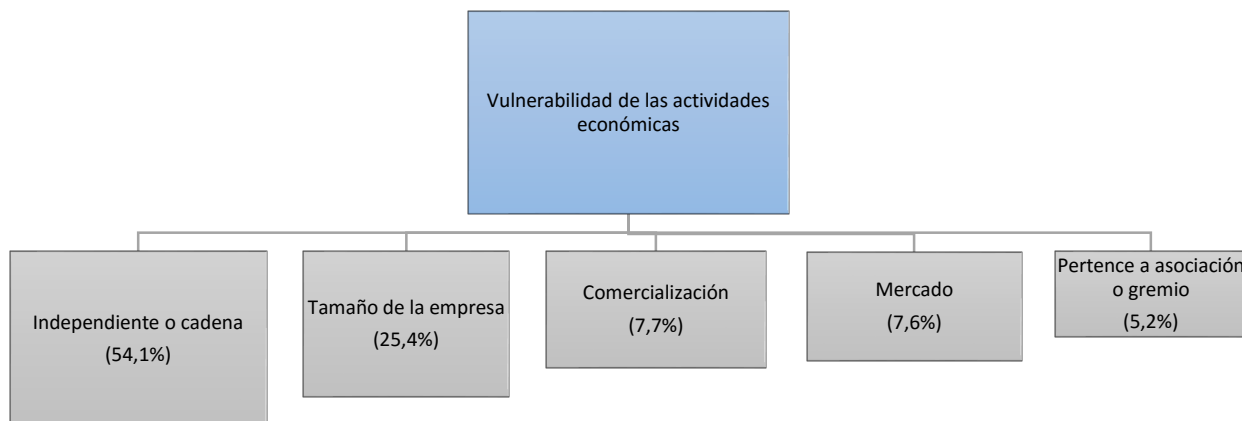 Vulnerabilidad de las actividades
económicas
Independiente o cadena
(54,1%)
Tamaño de la empresa
(25,4%)
Comercialización
(7,7%)
Mercado
(7,6%)
Pertence a asociación
o gremio
(5,2%)